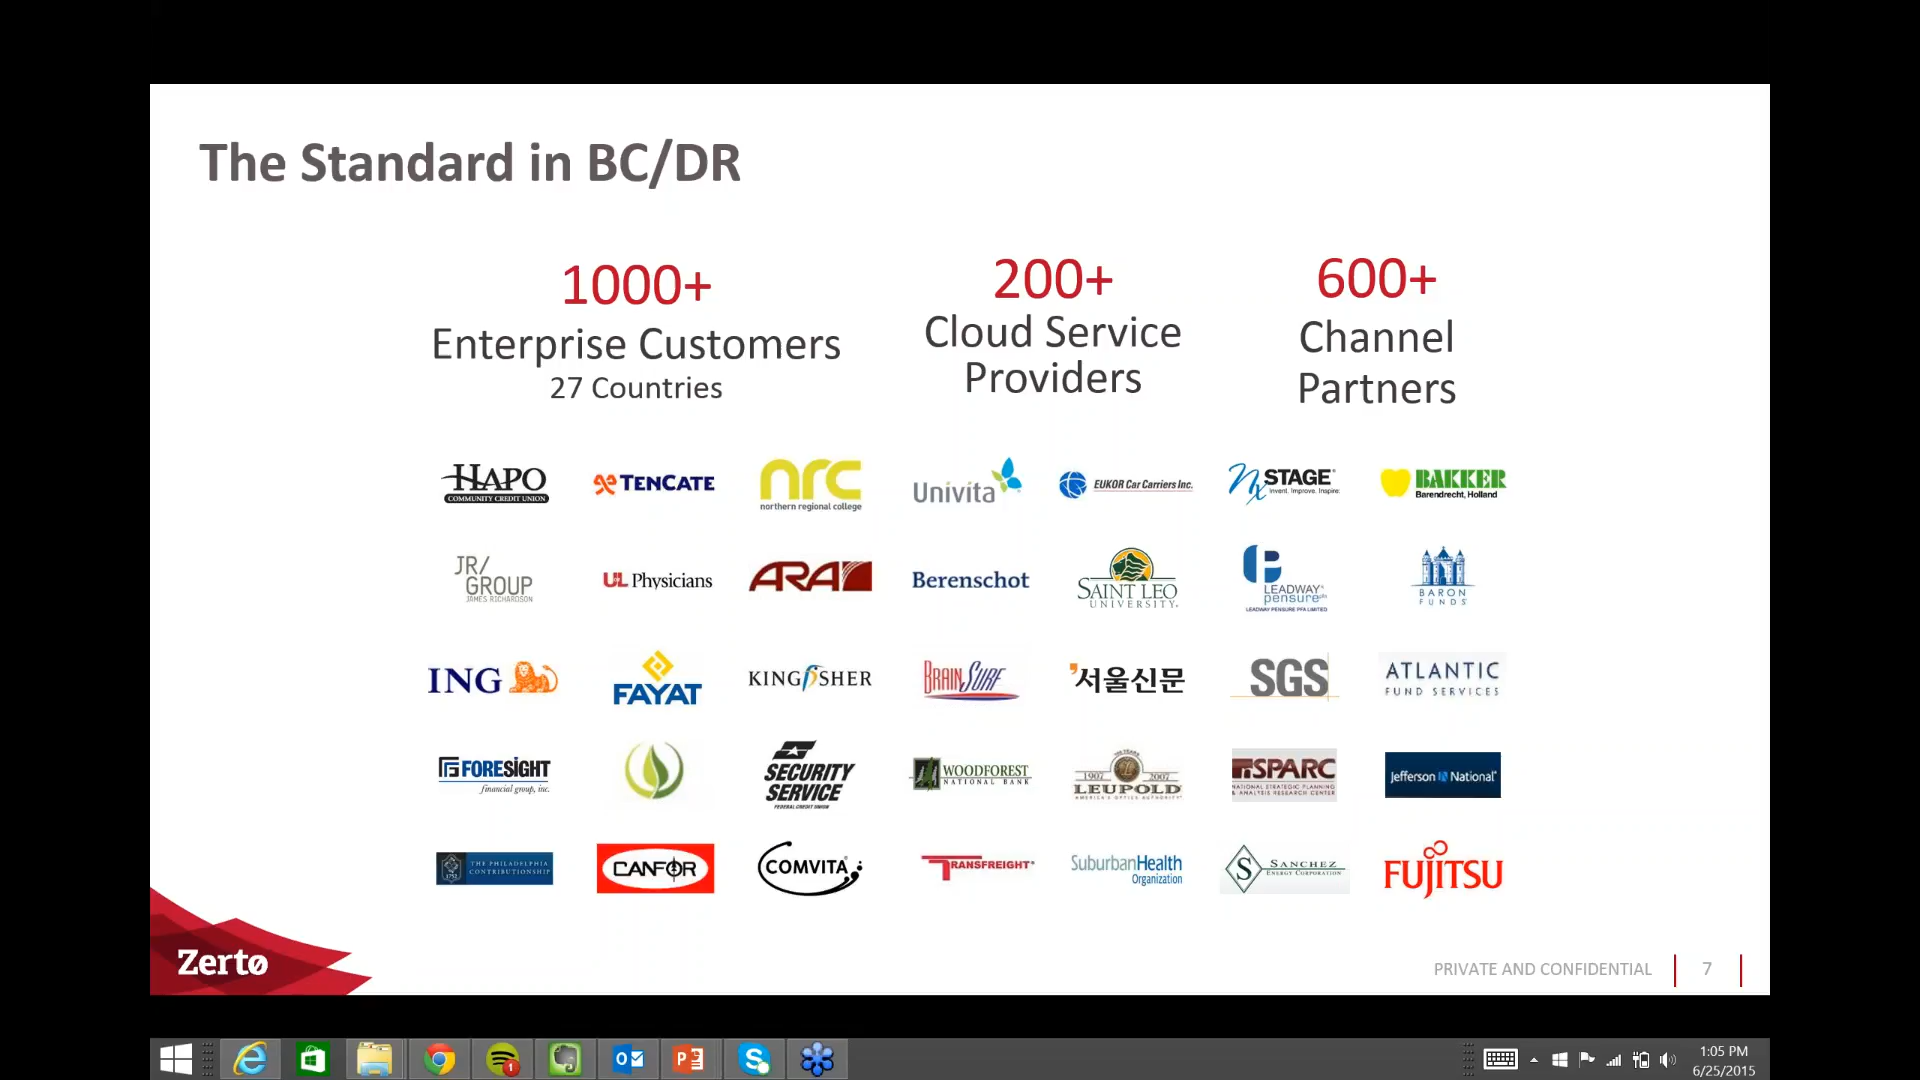 The Standard in BC/DR
1000+
Enterprise Customers
27 Countries
200+
Cloud Service
Providers
600+
Channel
Partners
HAPO
COMMUNITY CREDIT UNION
TENCATE
nrc
northern regional college
Univita
EUKOR Car Carriers Inc.
NxSTAGE®
Invent. Improve. Inspire.
BAKKER
Barendrecht, Holland
JR/
GROUP
JAMES RICHARDSON
UL Physicians
ARA
Berenschot
SAINT LEO
UNIVERSITY.
LEADWAY
pensure
LEADWAY PENSURE PFA LIMITED
BARON
FUNDS
ING
FAYAT
KINGFISHER
BRAINSURF
서울신문
SGS
ATLANTIC
FUND SERVICES
FORESIGHT
financial group, inc.
SECURITY
SERVICE
FEDERAL CREDIT UNION
WOODFOREST
NATIONAL BANK
100 YEARS
1907 2007
LEUPOLD
AMERICA'S OPTICS AUTHORITY
SPARC
NATIONAL STRATEGIC PLANNING
& ANALYSIS RESEARCH CENTER
Jefferson National
THE PHILADELPHIA
CONTRIBUTIONSHIP
1752
CANFOR
COMVITA
TRANSFREIGHT
SuburbanHealth
Organization
S
SANCHEZ
ENERGY CORPORATION
FUJITSU
Zerto
PRIVATE AND CONFIDENTIAL
7
1:05 PM
6/25/2015